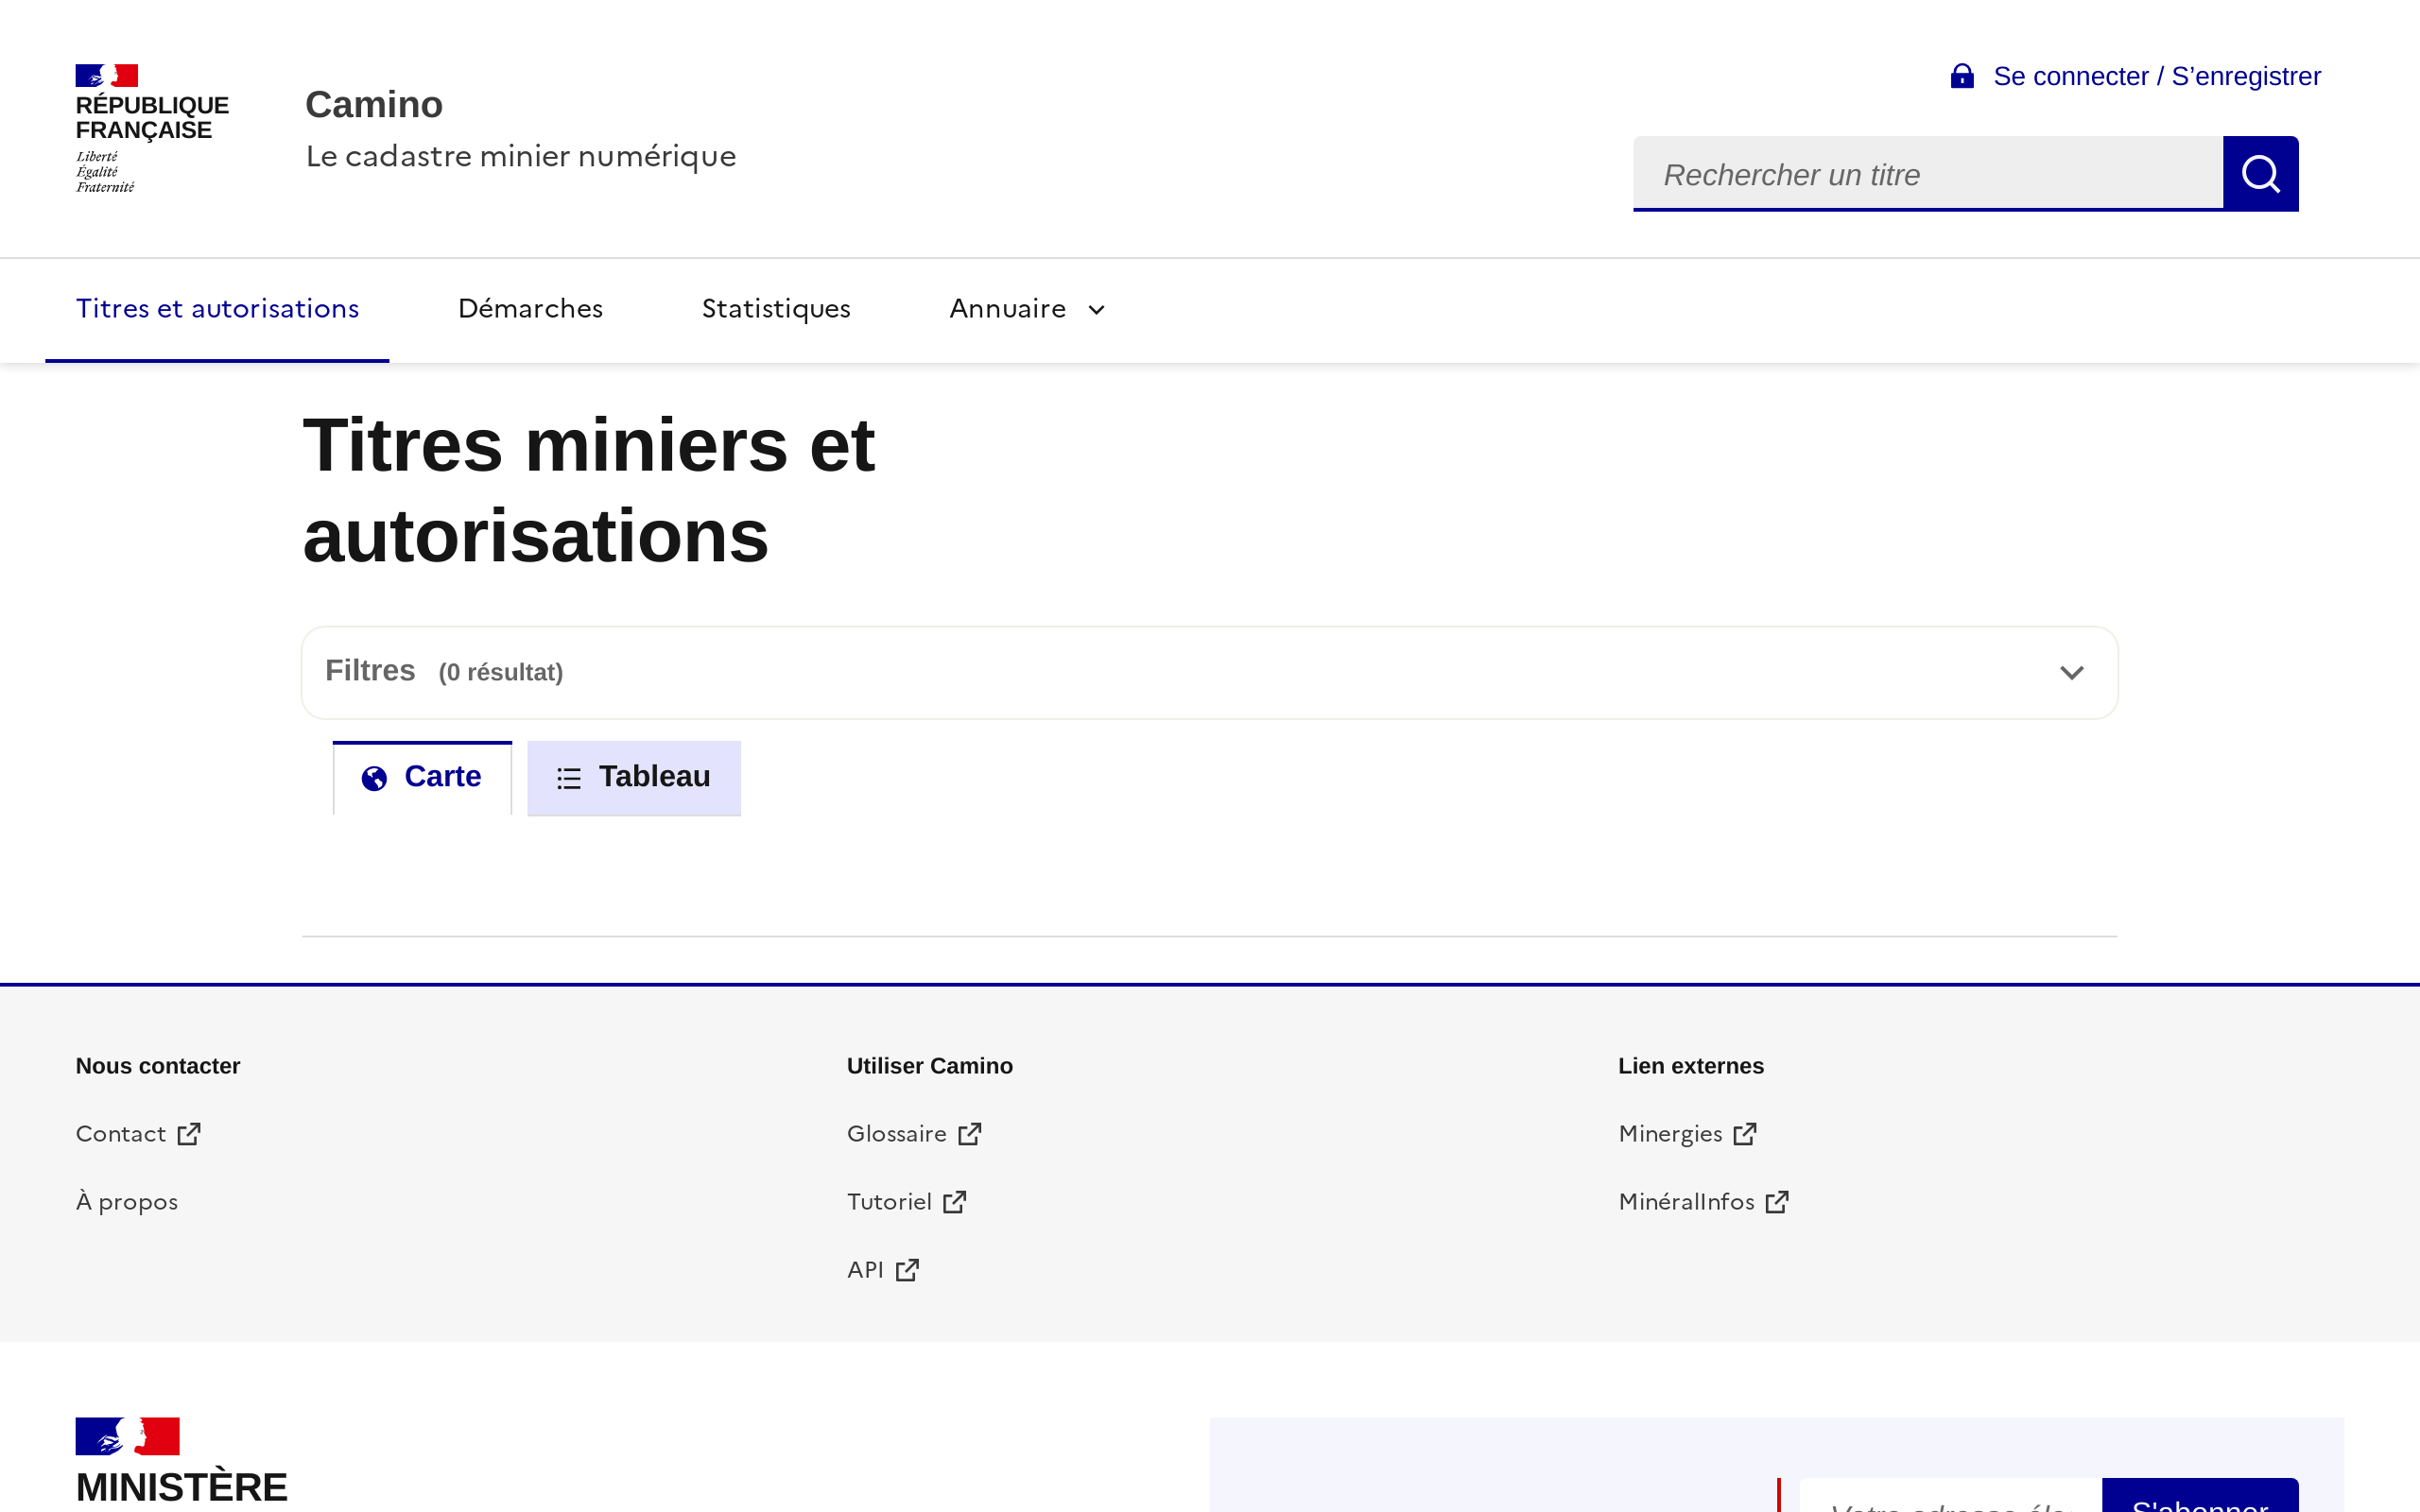 RÉPUBLIQUE
FRANÇAISE
Liberté
Égalité
Fraternité
Camino
Le cadastre minier numérique
Se connecter / S’enregistrer
Rechercher un titre
Titres et autorisations
Démarches
Statistiques
Annuaire
Titres miniers et
autorisations
Filtres (0 résultat)
Carte
Tableau
Nous contacter
Contact
À propos
Utiliser Camino
Glossaire
Tutoriel
API
Lien externes
Minergies
MinéralInfos
MINISTÈRE
Votre adresse
S'abonner